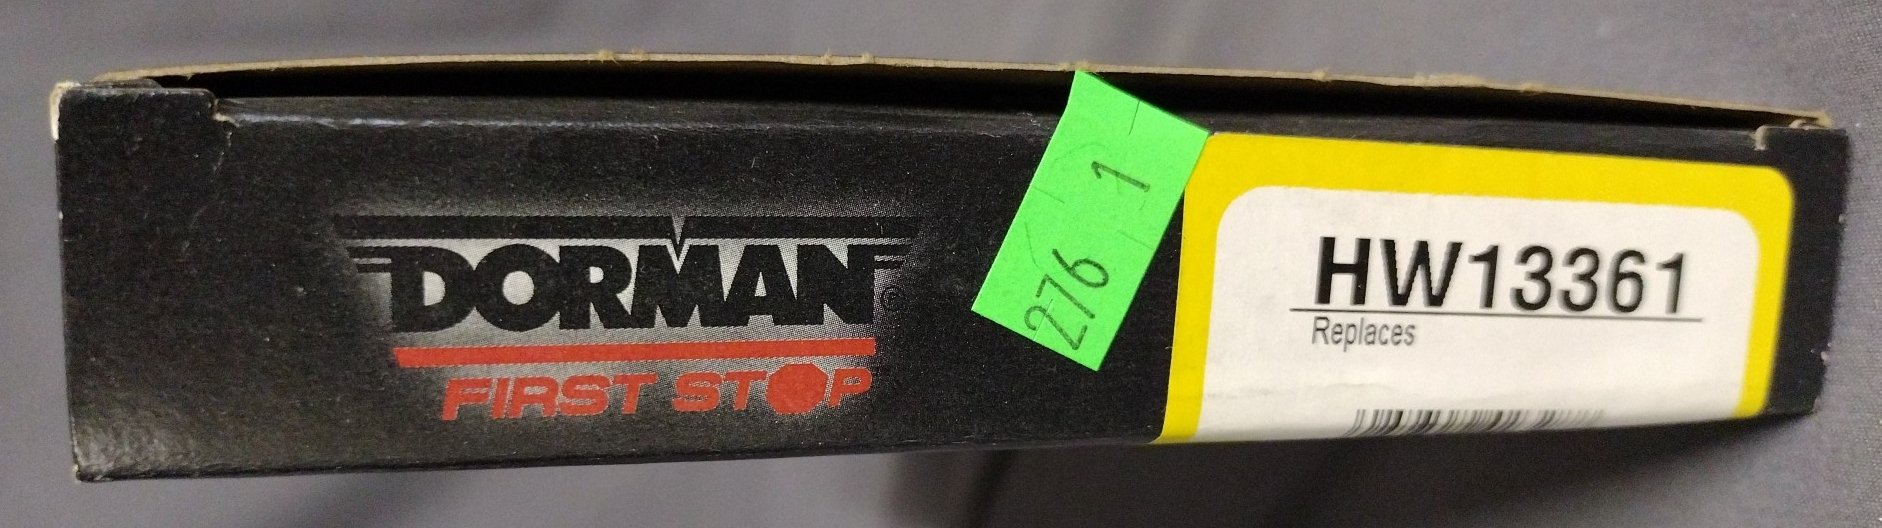 DORMAN
©
FIRST STOP
276 1
HW13361
Replaces